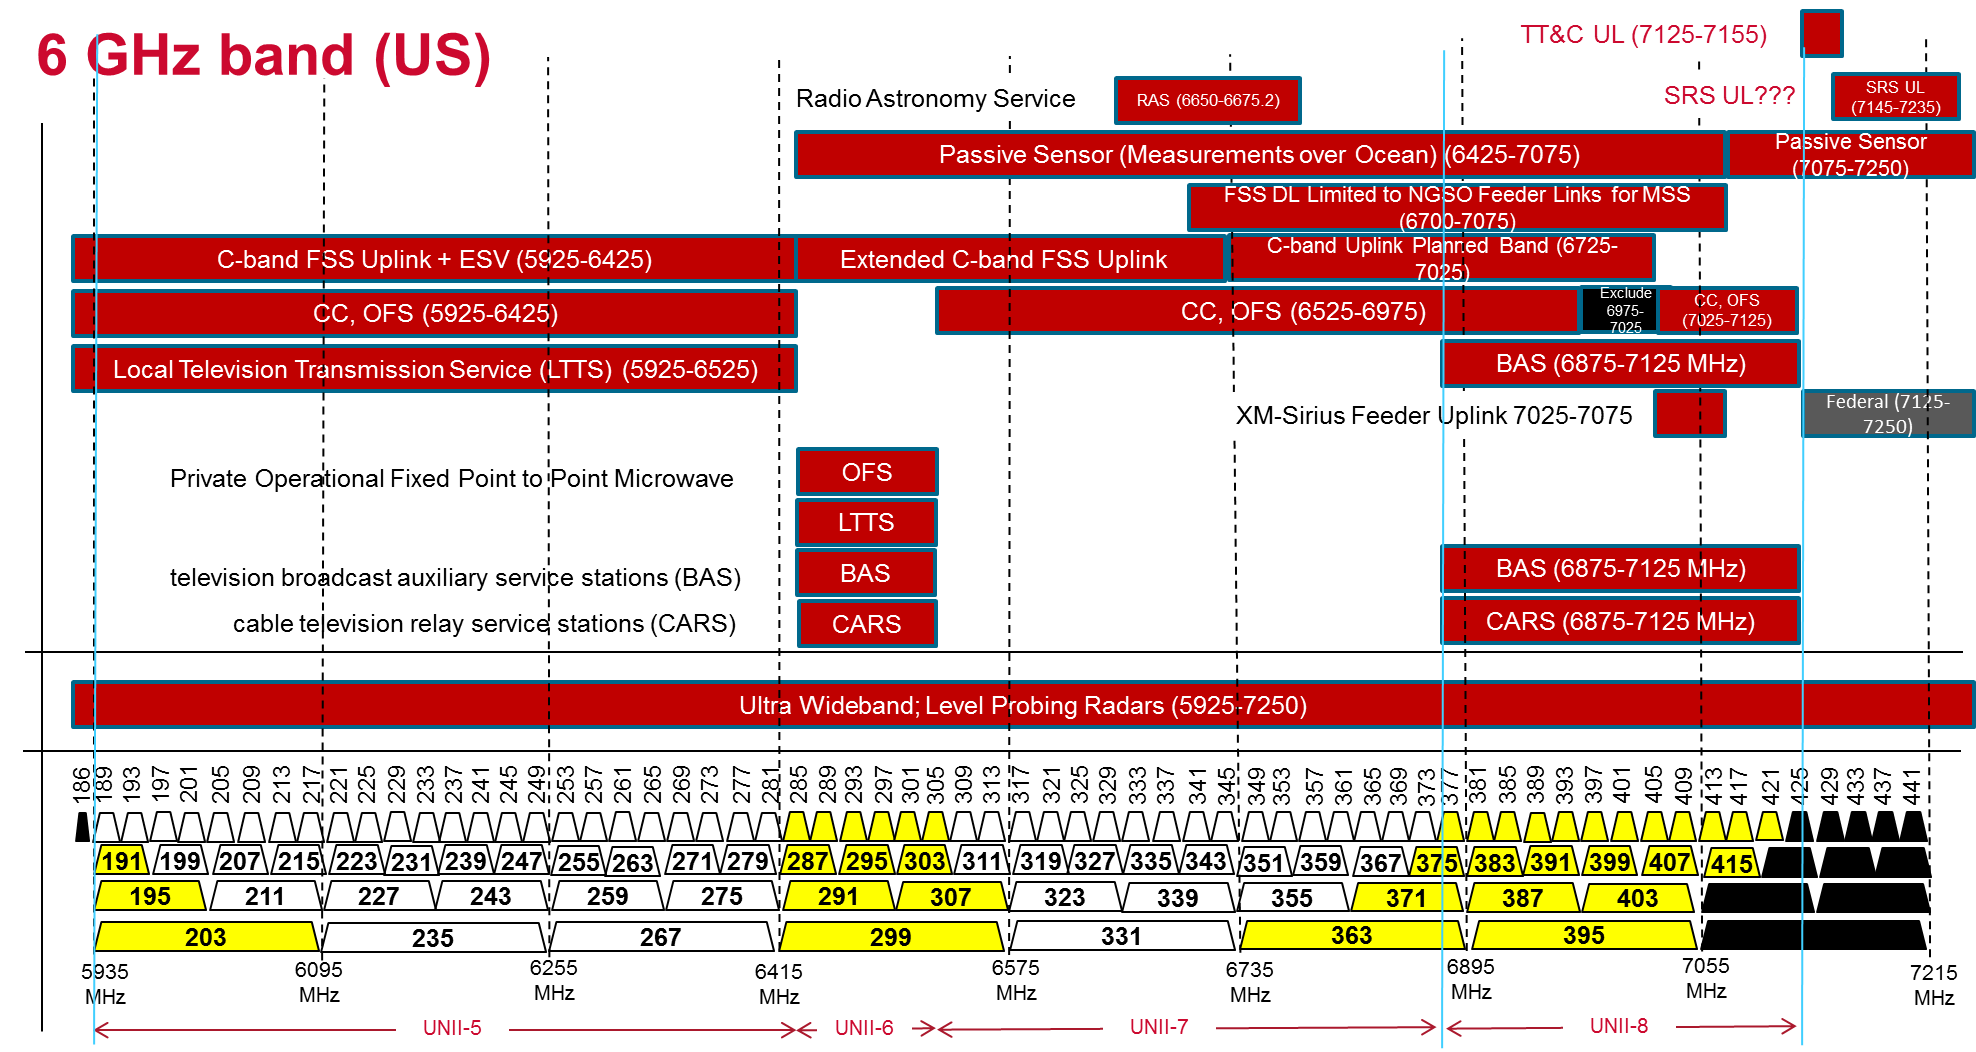 6 GHz band (US)
TT&C UL (7125-7155)
Radio Astronomy Service
RAS (6650-6675.2)
SRS UL???
SRS UL
(7145-7235)
Passive Sensor (Measurements over Ocean) (6425-7075)
Passive Sensor
(7075-7250)
FSS DL Limited to NGSO Feeder Links for MSS
(6700-7075)
C-band FSS Uplink + ESV (5925-6425)
Extended C-band FSS Uplink
C-band Uplink Planned Band (6725-
7025)
CC, OFS (5925-6425)
CC, OFS (6525-6975)
Exclude
6975-
7025
CC, OFS
(7025-7125)
Local Television Transmission Service (LTTS) (5925-6525)
BAS (6875-7125 MHz)
XM-Sirius Feeder Uplink 7025-7075
Federal (7125-
7250)
Private Operational Fixed Point to Point Microwave
OFS
LTTS
television broadcast auxiliary service stations (BAS)
BAS
BAS (6875-7125 MHz)
cable television relay service stations (CARS)
CARS
CARS (6875-7125 MHz)
Ultra Wideband; Level Probing Radars (5925-7250)
186 189 193 197 201 205 209 213 217 221 225 229 233 237 241 245 249 253 257 261 265 269 273 277 281 285 289 293 297 301 305 309 313 317 321 325 329 333 337 341 345 349 353 357 361 365 369 373 377 381 385 389 393 397 401 405 409 413 417 421 425 429 433 437 441
191 199 207 215 223 231 239 247 255 263 271 279 287 295 303 311 319 327 335 343 351 359 367 375 383 391 399 407 415
195 211 227 243 259 275 291 307 323 339 355 371 387 403
203 235 267 299 331 363 395
5935
MHz
6095
MHz
6255
MHz
6415
MHz
6575
MHz
6735
MHz
6895
MHz
7055
MHz
7215
MHz
UNII-5
UNII-6
UNII-7
UNII-8